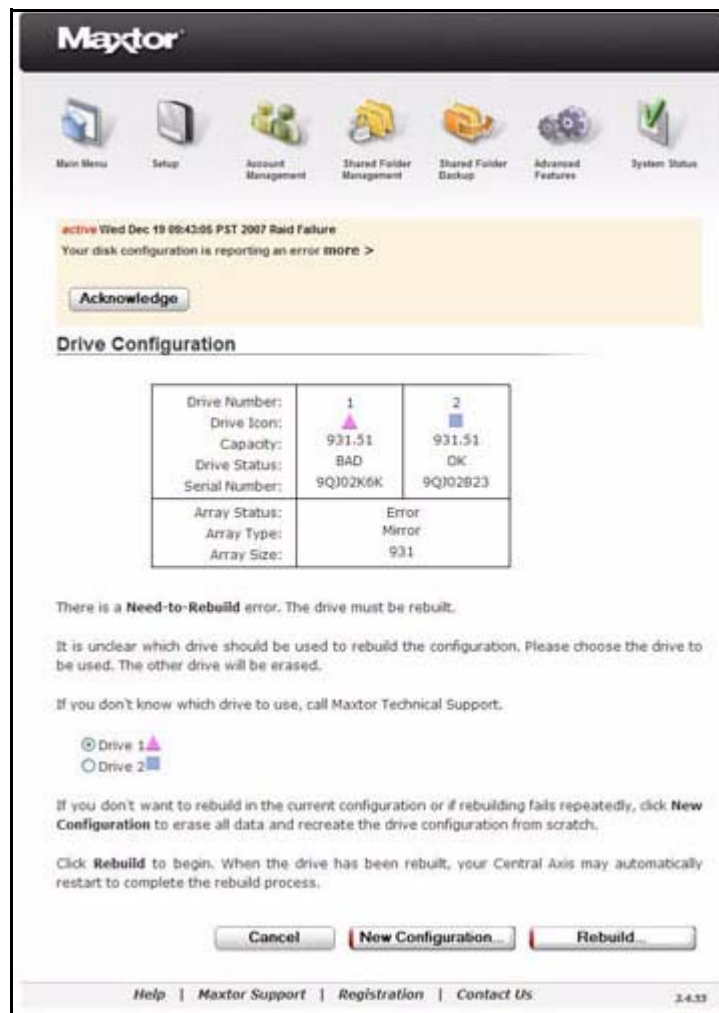 Maxtor
Main Menu
Setup
Account Management
Shared Folder Management
Shared Folder Backup
Advanced Features
System Status
active Wed Dec 19 09:43:05 PST 2007 Raid Failure
Your disk configuration is reporting an error more >
Acknowledge
Drive Configuration
Drive Number: 1 2
Drive Icon:
Capacity: 931.51 931.51
Drive Status: BAD OK
Serial Number: 9QJ02K6K 9QJ02B23
Array Status: Error
Array Type: Mirror
Array Size: 931
There is a Need-to-Rebuild error. The drive must be rebuilt.
It is unclear which drive should be used to rebuild the configuration. Please choose the drive to
be used. The other drive will be erased.
If you don't know which drive to use, call Maxtor Technical Support.
Drive 1
Drive 2
If you don't want to rebuild in the current configuration or if rebuilding fails repeatedly, click New
Configuration to erase all data and recreate the drive configuration from scratch.
Click Rebuild to begin. When the drive has been rebuilt, your Central Axis may automatically
restart to complete the rebuild process.
Cancel
New Configuration...
Rebuild...
Help | Maxtor Support | Registration | Contact Us